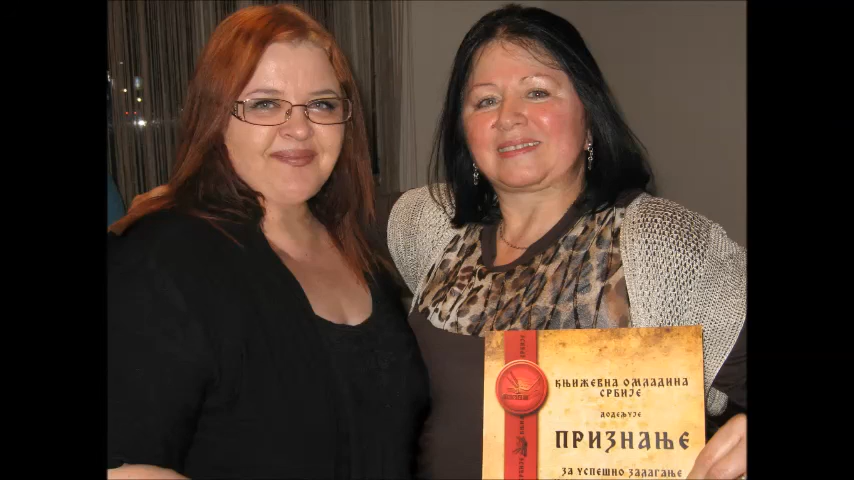 КЊИЖЕВНА ОМЛАДИНА
СРБИЈЕ
ДОДЕЉУЈЕ
ПРИЗНАЊЕ
ЗА УСПЕШНО ЗАЛАГАЊЕ